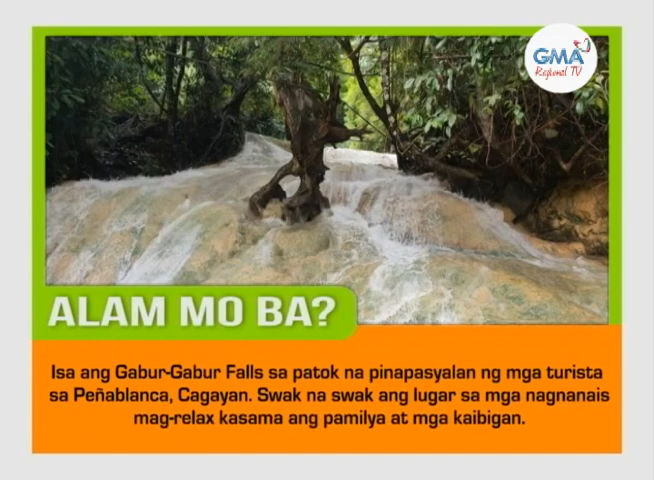 GMA
Regional TV
ALAM MO BA?
Isa ang Gabur-Gabur Falls sa patok na pinapasyalan ng mga turista
sa Peñablanca, Cagayan. Swak na swak ang lugar sa mga nagnanais
mag-relax kasama ang pamilya at mga kaibigan.